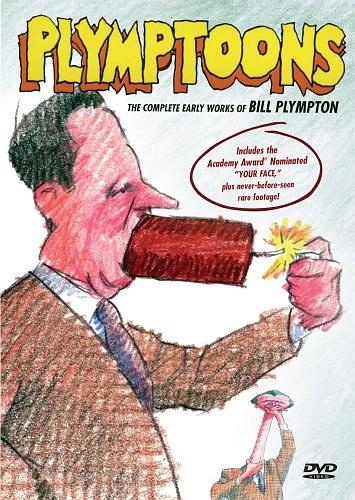 PLYMPTOONS
THE COMPLETE EARLY WORKS OF BILL PLYMPTON
Includes the
Academy Award® Nominated
"YOUR FACE,"
plus never-before-seen
rare footage!
DVD
VIDEO